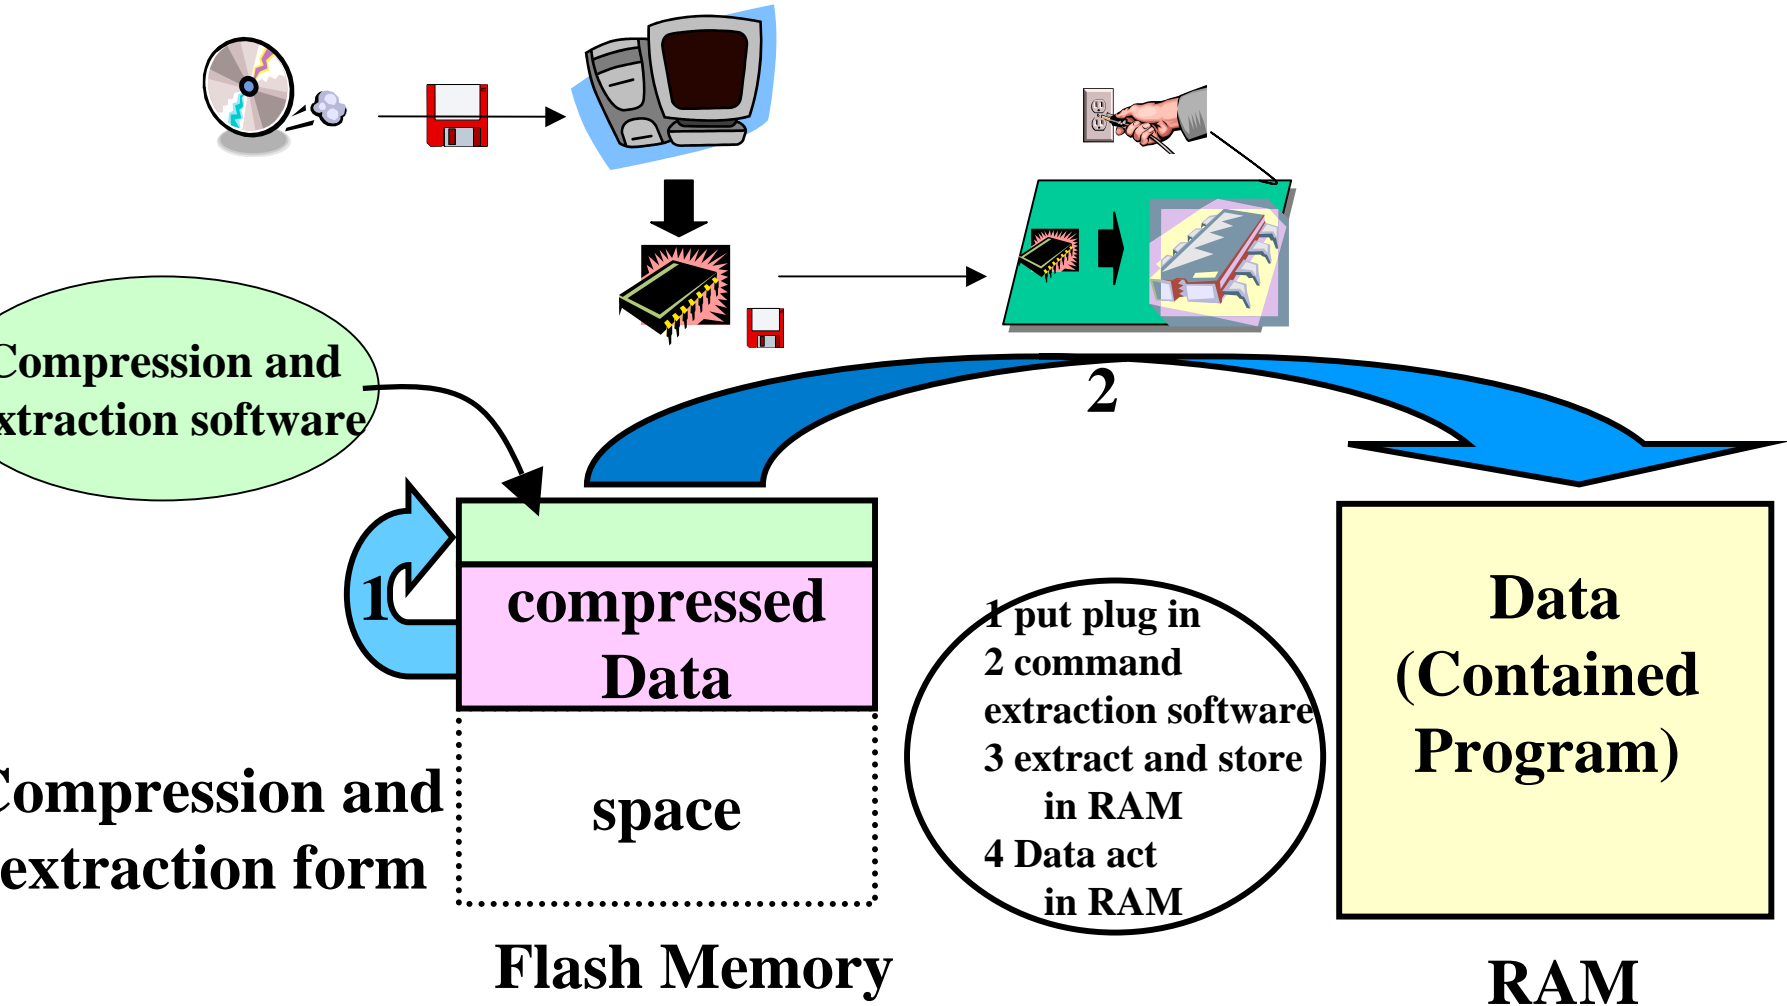 Compression and
xtraction software
2
1
compressed
Data
space
Compression and
extraction form
Flash Memory
1 put plug in
2 command
extraction software
3 extract and store
in RAM
4 Data act
in RAM
Data
(Contained
Program)
RAM